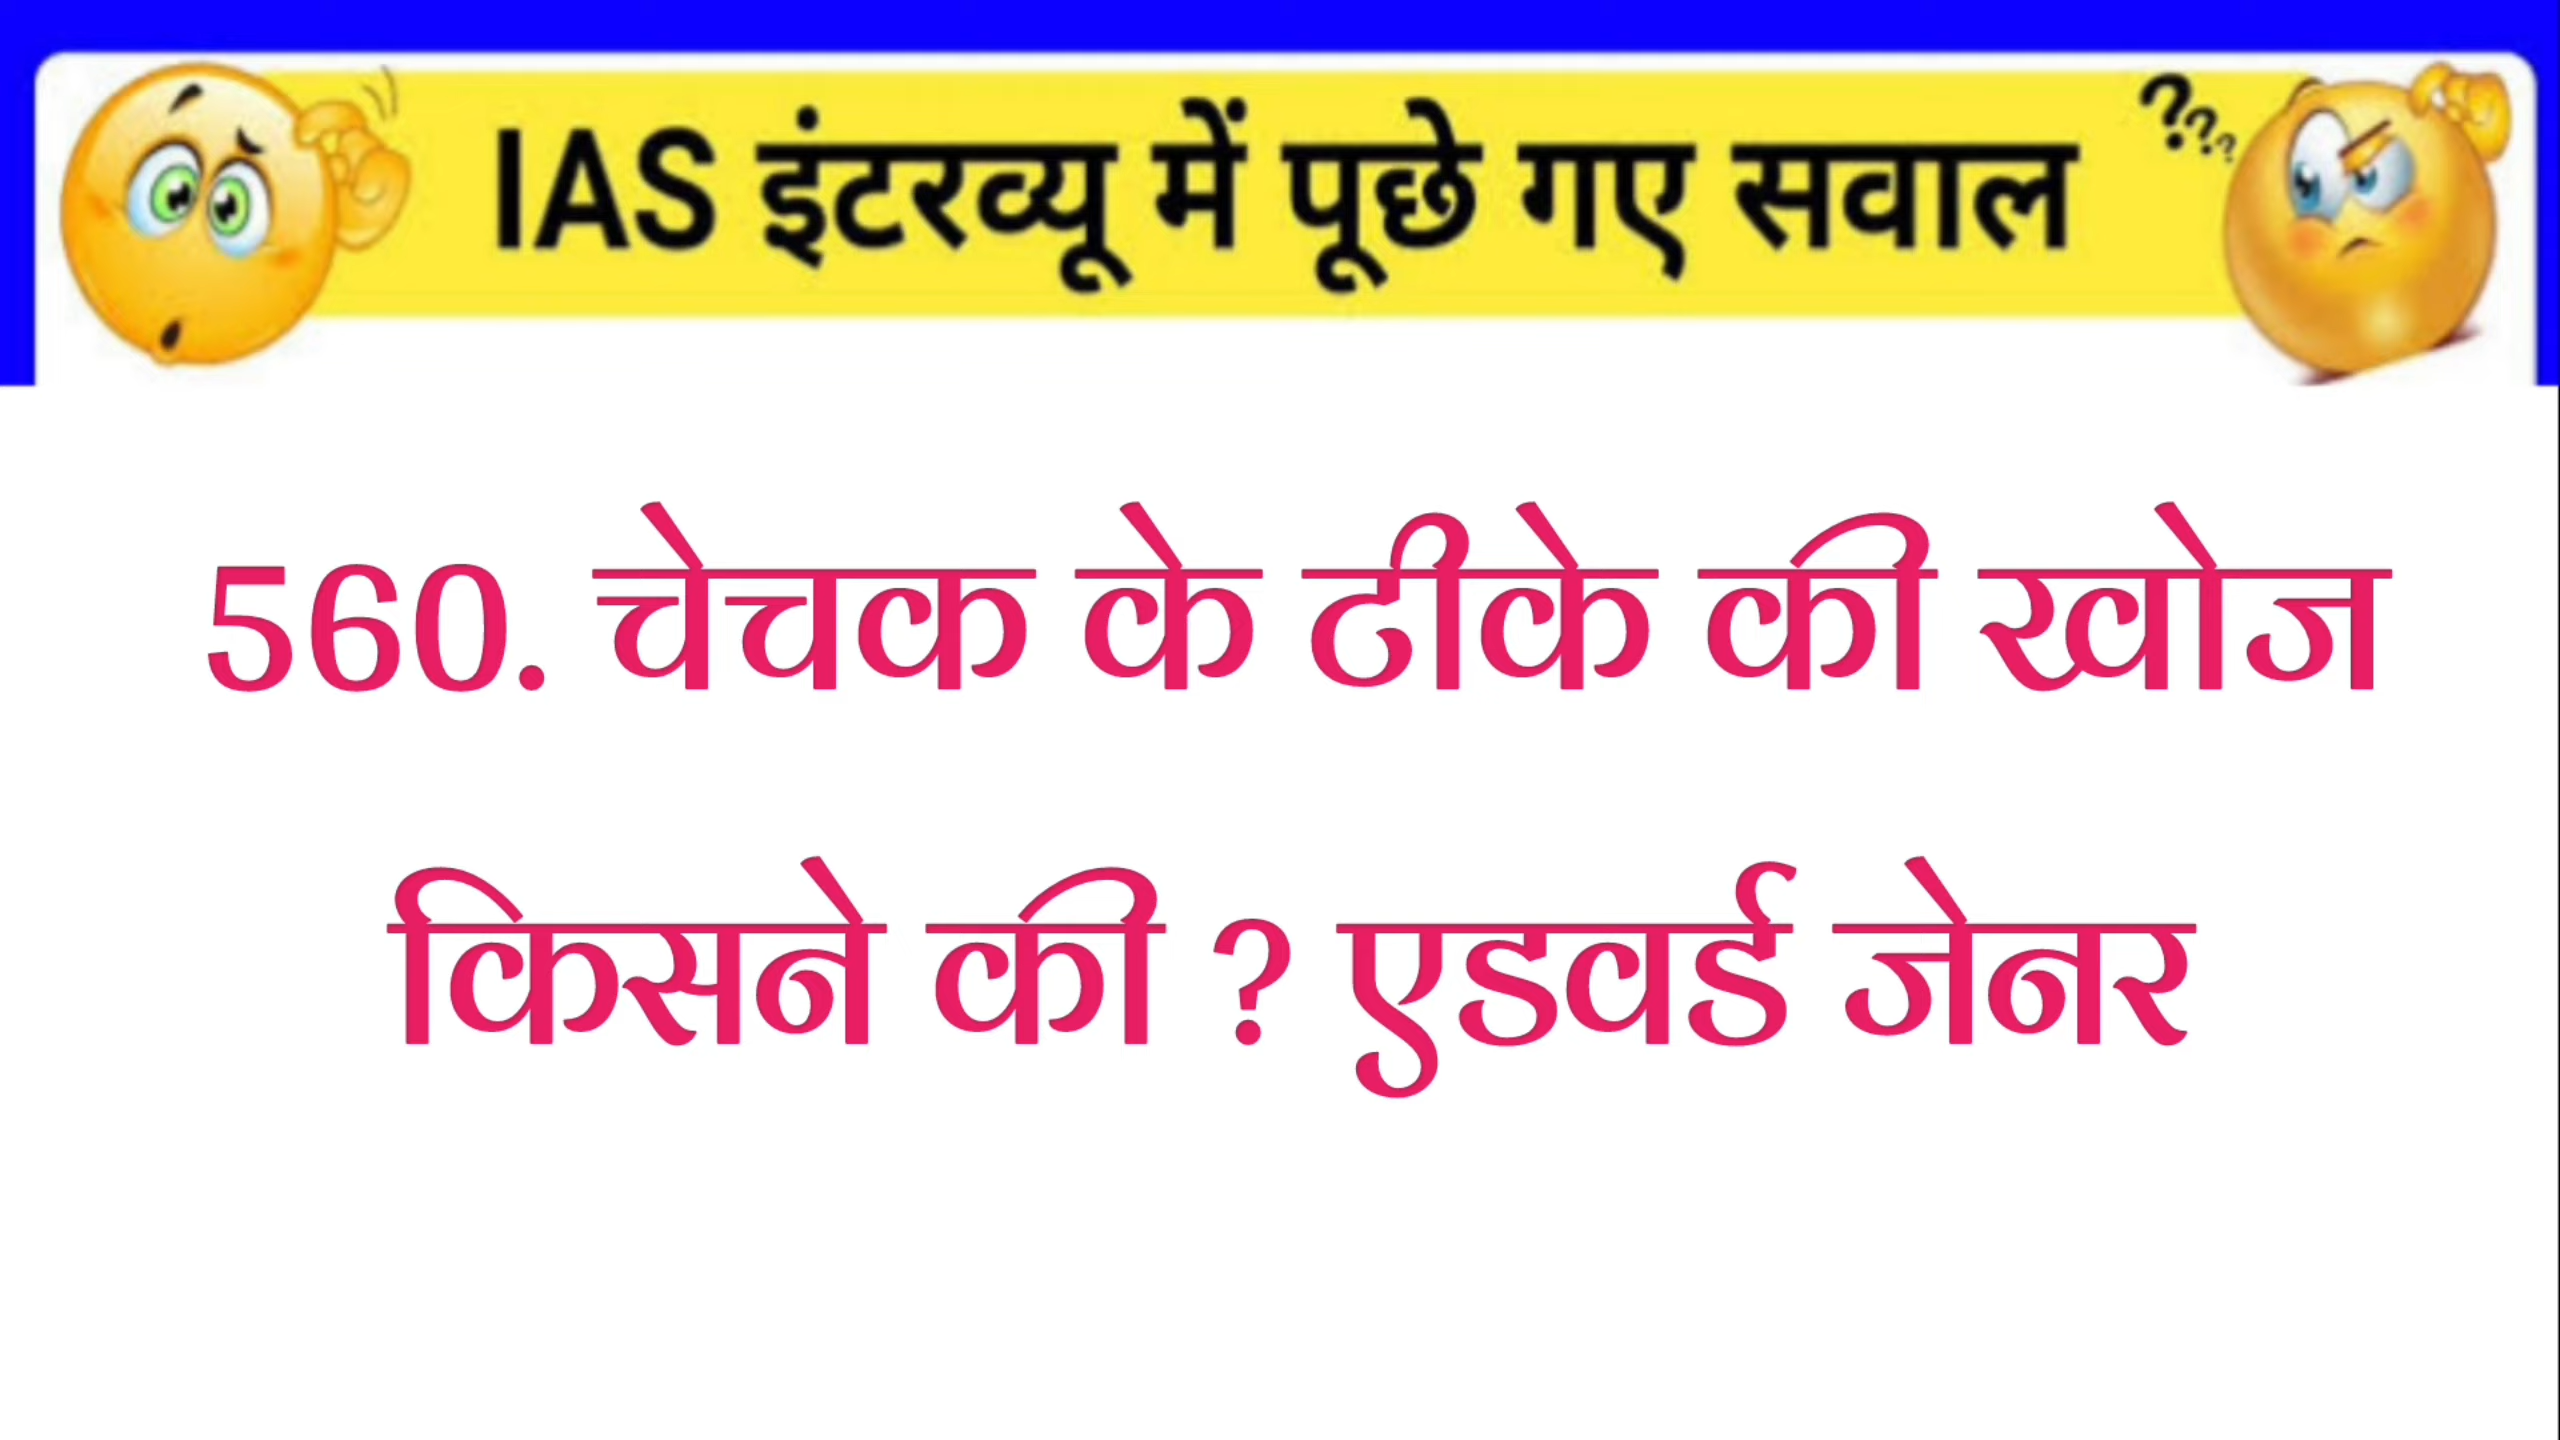 IAS इंटरव्यू में पूछे गए सवाल
???
560. चेचक के टीके की खोज
किसने की ? एडवर्ड जेनर